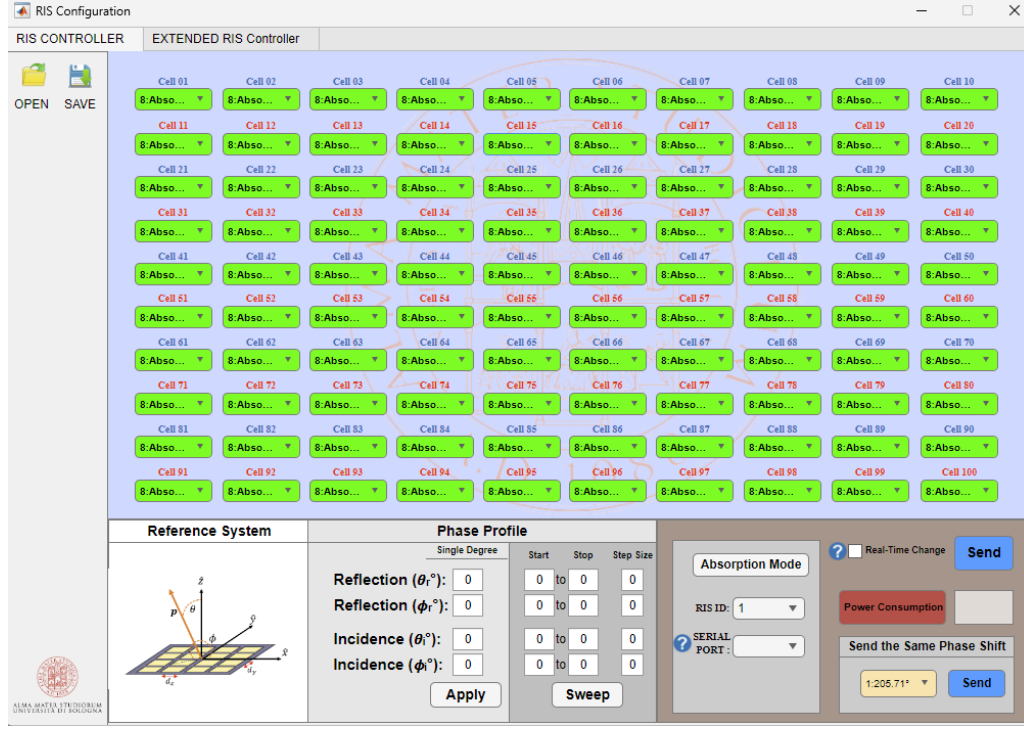 RIS Configuration
RIS CONTROLLER EXTENDED RIS Controller
OPEN SAVE
Cell 01 Cell 02 Cell 03 Cell 04 Cell 05 Cell 06 Cell 07 Cell 08 Cell 09 Cell 10
8:Abso... 8:Abso... 8:Abso... 8:Abso... 8:Abso... 8:Abso... 8:Abso... 8:Abso... 8:Abso... 8:Abso...
Cell 11 Cell 12 Cell 13 Cell 14 Cell 15 Cell 16 Cell 17 Cell 18 Cell 19 Cell 20
8:Abso... 8:Abso... 8:Abso... 8:Abso... 8:Abso... 8:Abso... 8:Abso... 8:Abso... 8:Abso... 8:Abso...
Cell 21 Cell 22 Cell 23 Cell 24 Cell 25 Cell 26 Cell 27 Cell 28 Cell 29 Cell 30
8:Abso... 8:Abso... 8:Abso... 8:Abso... 8:Abso... 8:Abso... 8:Abso... 8:Abso... 8:Abso... 8:Abso...
Cell 31 Cell 32 Cell 33 Cell 34 Cell 35 Cell 36 Cell 37 Cell 38 Cell 39 Cell 40
8:Abso... 8:Abso... 8:Abso... 8:Abso... 8:Abso... 8:Abso... 8:Abso... 8:Abso... 8:Abso... 8:Abso...
Cell 41 Cell 42 Cell 43 Cell 44 Cell 45 Cell 46 Cell 47 Cell 48 Cell 49 Cell 50
8:Abso... 8:Abso... 8:Abso... 8:Abso... 8:Abso... 8:Abso... 8:Abso... 8:Abso... 8:Abso... 8:Abso...
Cell 51 Cell 52 Cell 53 Cell 54 Cell 55 Cell 56 Cell 57 Cell 58 Cell 59 Cell 60
8:Abso... 8:Abso... 8:Abso... 8:Abso... 8:Abso... 8:Abso... 8:Abso... 8:Abso... 8:Abso... 8:Abso...
Cell 61 Cell 62 Cell 63 Cell 64 Cell 65 Cell 66 Cell 67 Cell 68 Cell 69 Cell 70
8:Abso... 8:Abso... 8:Abso... 8:Abso... 8:Abso... 8:Abso... 8:Abso... 8:Abso... 8:Abso... 8:Abso...
Cell 71 Cell 72 Cell 73 Cell 74 Cell 75 Cell 76 Cell 77 Cell 78 Cell 79 Cell 80
8:Abso... 8:Abso... 8:Abso... 8:Abso... 8:Abso... 8:Abso... 8:Abso... 8:Abso... 8:Abso... 8:Abso...
Cell 81 Cell 82 Cell 83 Cell 84 Cell 85 Cell 86 Cell 87 Cell 88 Cell 89 Cell 90
8:Abso... 8:Abso... 8:Abso... 8:Abso... 8:Abso... 8:Abso... 8:Abso... 8:Abso... 8:Abso... 8:Abso...
Cell 91 Cell 92 Cell 93 Cell 94 Cell 95 Cell 96 Cell 97 Cell 98 Cell 99 Cell 100
8:Abso... 8:Abso... 8:Abso... 8:Abso... 8:Abso... 8:Abso... 8:Abso... 8:Abso... 8:Abso... 8:Abso...
Reference System
ẑ
p θ ŷ
ϕ x̂
dₓ dᵧ
Phase Profile
Single Degree Start Stop Step Size
Reflection (θr°): 0 0 to 0 0
Reflection (ϕr°): 0 0 to 0 0
Incidence (θi°): 0 0 to 0 0
Incidence (ϕi°): 0 0 to 0 0
Apply Sweep
Absorption Mode
RIS ID: 1
? SERIAL
PORT :
? Real-Time Change Send
Power Consumption
Send the Same Phase Shift
1:205.71° Send
ALMA MATER STUDIORUM
UNIVERSITÀ DI BOLOGNA